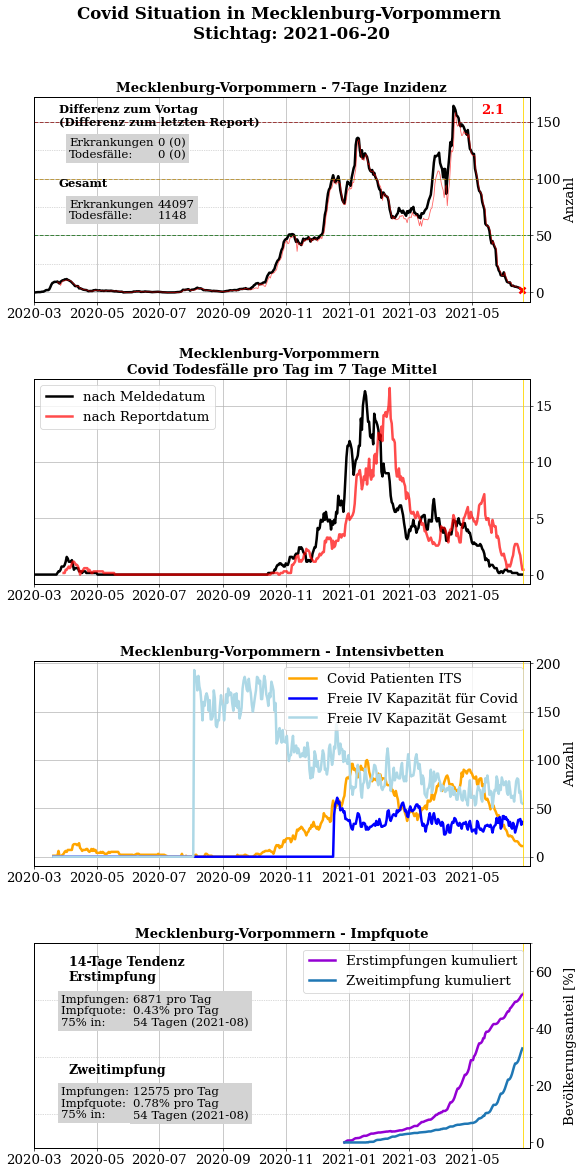 Covid Situation in Mecklenburg-Vorpommern
Stichtag: 2021-06-20
Mecklenburg-Vorpommern - 7-Tage Inzidenz
Differenz zum Vortag
(Differenz zum letzten Report)
Erkrankungen 0 (0)
Todesfälle: 0 (0)
Gesamt
Erkrankungen 44097
Todesfälle: 1148
2.1
150
100
50
0
Anzahl
2020-03 2020-05 2020-07 2020-09 2020-11 2021-01 2021-03 2021-05
Mecklenburg-Vorpommern
Covid Todesfälle pro Tag im 7 Tage Mittel
nach Meldedatum
nach Reportdatum
15
10
5
0
2020-03 2020-05 2020-07 2020-09 2020-11 2021-01 2021-03 2021-05
Mecklenburg-Vorpommern - Intensivbetten
Covid Patienten ITS
Freie IV Kapazität für Covid
Freie IV Kapazität Gesamt
200
150
100
50
0
Anzahl
2020-03 2020-05 2020-07 2020-09 2020-11 2021-01 2021-03 2021-05
Mecklenburg-Vorpommern - Impfquote
14-Tage Tendenz
Erstimpfung
Impfungen: 6871 pro Tag
Impfquote: 0.43% pro Tag
75% in: 54 Tagen (2021-08)
Zweitimpfung
Impfungen: 12575 pro Tag
Impfquote: 0.78% pro Tag
75% in: 54 Tagen (2021-08)
Erstimpfungen kumuliert
Zweitimpfung kumuliert
60
40
20
0
Bevölkerungsanteil [%]
2020-03 2020-05 2020-07 2020-09 2020-11 2021-01 2021-03 2021-05